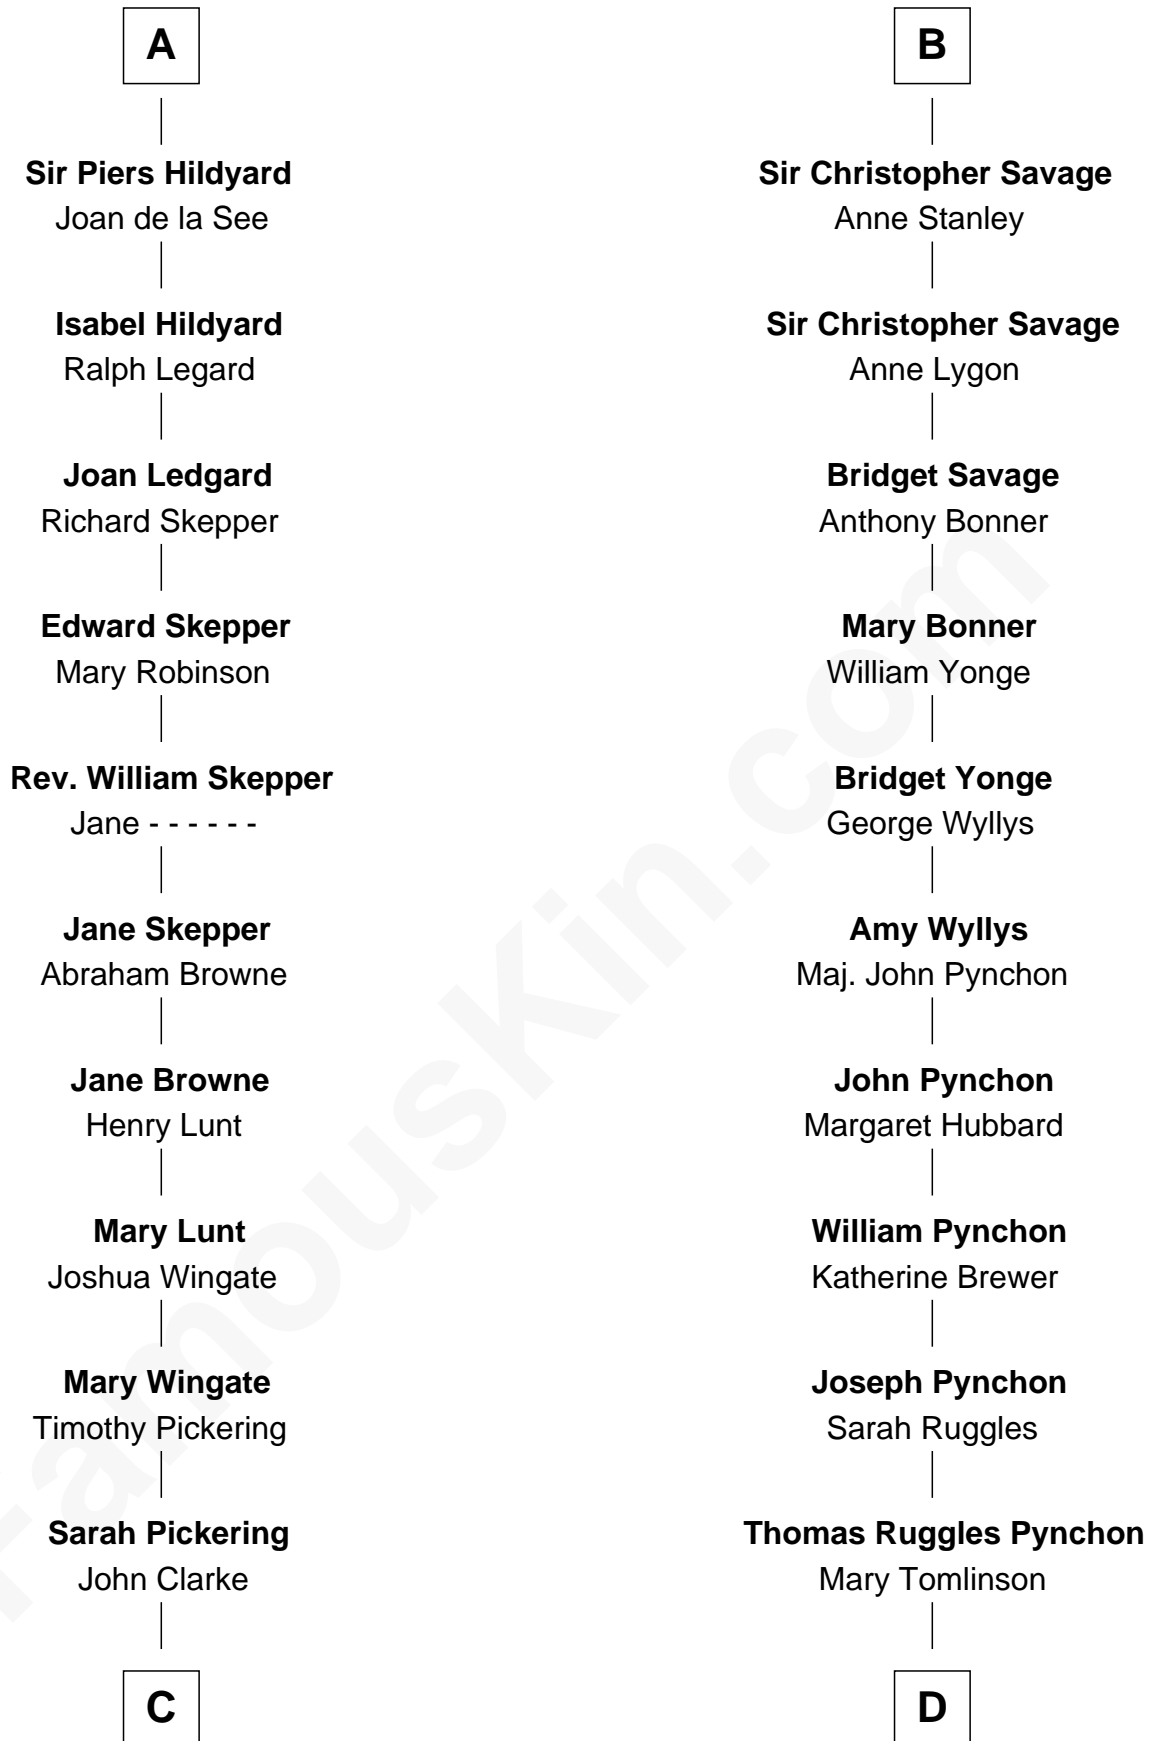 A
Sir Piers Hildyard
Joan de la See
Isabel Hildyard
Ralph Legard
Joan Ledgard
Richard Skepper
Edward Skepper
Mary Robinson
Rev. William Skepper
Jane - - - - - -
Jane Skepper
Abraham Browne
Jane Browne
Henry Lunt
Mary Lunt
Joshua Wingate
Mary Wingate
Timothy Pickering
Sarah Pickering
John Clarke
C
B
Sir Christopher Savage
Anne Stanley
Sir Christopher Savage
Anne Lygon
Bridget Savage
Anthony Bonner
Mary Bonner
William Yonge
Bridget Yonge
George Wyllys
Amy Wyllys
Maj. John Pynchon
John Pynchon
Margaret Hubbard
William Pynchon
Katherine Brewer
Joseph Pynchon
Sarah Ruggles
Thomas Ruggles Pynchon
Mary Tomlinson
D
FamousKin.com